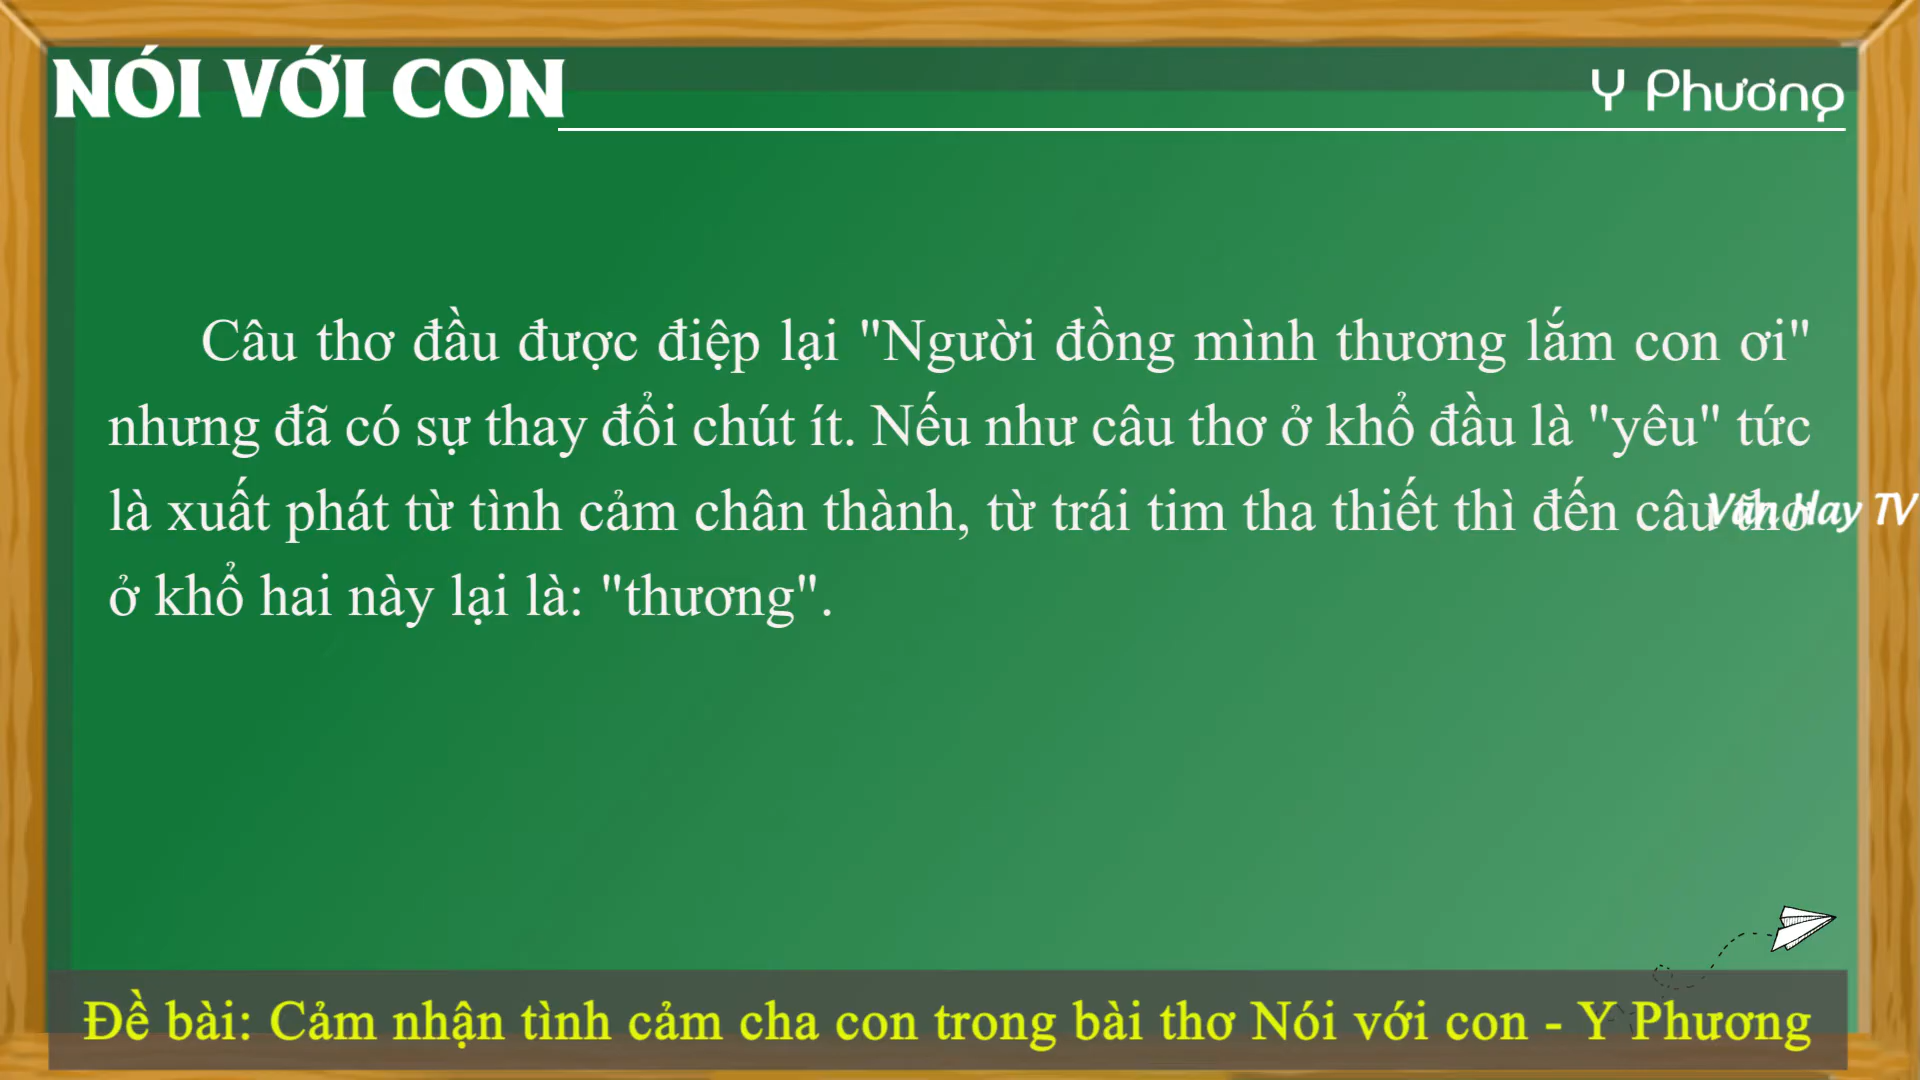 NÓI VỚI CON
Y Phương
Câu thơ đầu được điệp lại "Người đồng mình thương lắm con ơi"
nhưng đã có sự thay đổi chút ít. Nếu như câu thơ ở khổ đầu là "yêu" tức
là xuất phát từ tình cảm chân thành, từ trái tim tha thiết thì đến câu thơ
Văn Hay TV
ở khổ hai này lại là: "thương".
Đề bài: Cảm nhận tình cảm cha con trong bài thơ Nói với con - Y Phương